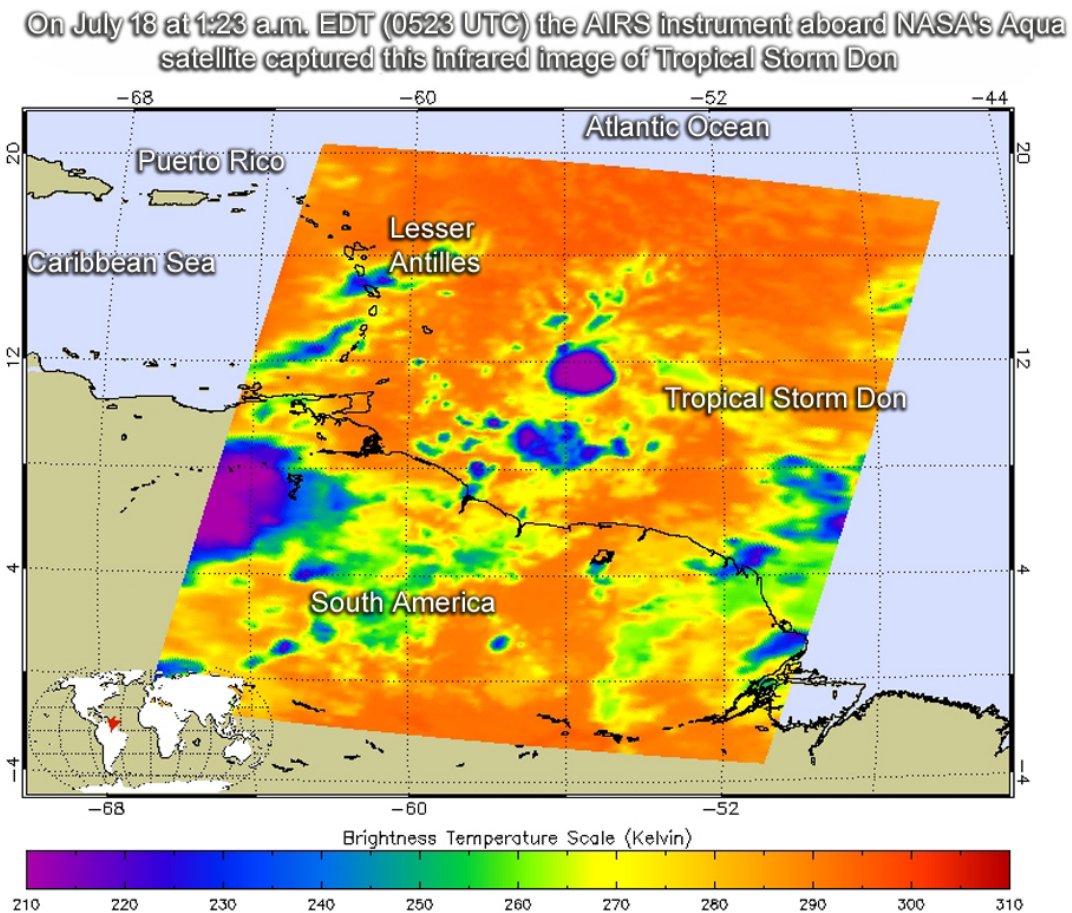 On July 18 at 1:23 a.m. EDT (0523 UTC) the AIRS instrument aboard NASA's Aqua
satellite captured this infrared image of Tropical Storm Don
-68 -60 -52 -44
Atlantic Ocean
20 20
Puerto Rico
Lesser
Antilles
Caribbean Sea
12 12
Tropical Storm Don
4 4
South America
-4 -4
-68 -60 -52
Brightness Temperature Scale (Kelvin)
210 220 230 240 250 260 270 280 290 300 310